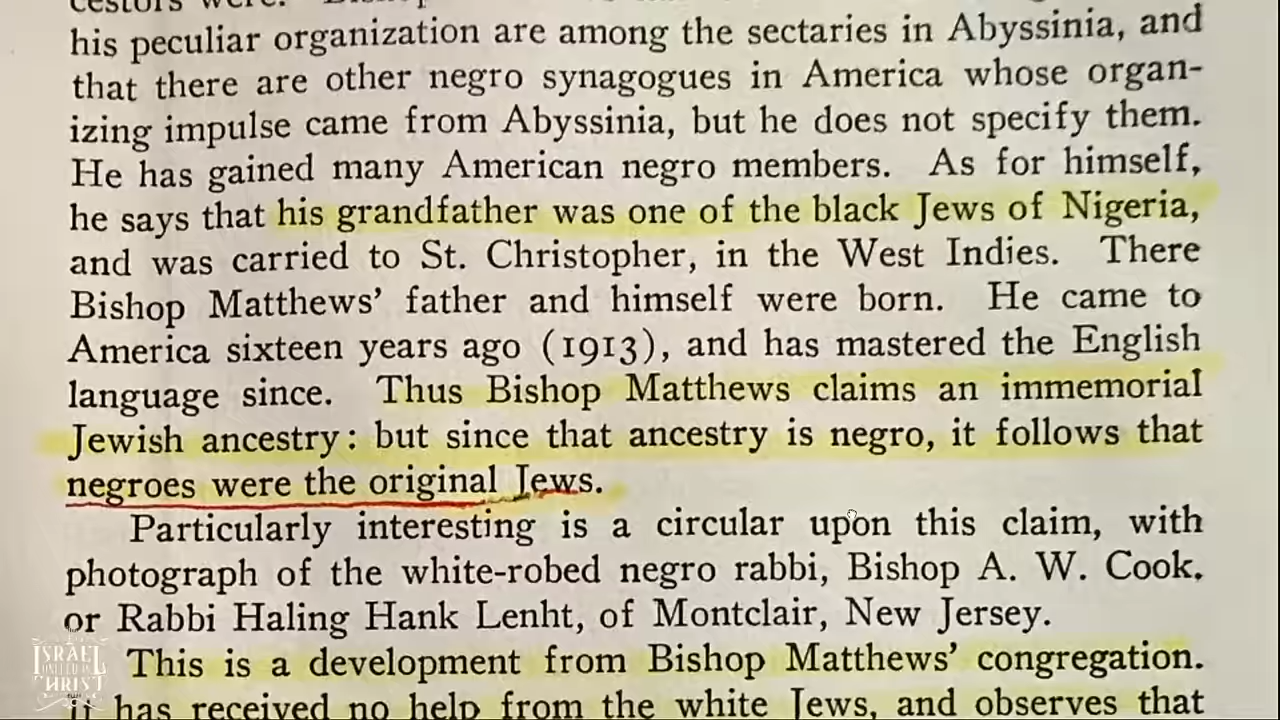 his peculiar organization are among the sectaries in Abyssinia, and
that there are other negro synagogues in America whose organ-
izing impulse came from Abyssinia, but he does not specify them.
He has gained many American negro members. As for himself,
he says that his grandfather was one of the black Jews of Nigeria,
and was carried to St. Christopher, in the West Indies. There
Bishop Matthews' father and himself were born. He came to
America sixteen years ago (1913), and has mastered the English
language since. Thus Bishop Matthews claims an immemorial
Jewish ancestry: but since that ancestry is negro, it follows that
negroes were the original Jews.
Particularly interesting is a circular upon this claim, with
photograph of the white-robed negro rabbi, Bishop A. W. Cook,
or Rabbi Haling Hank Lenht, of Montclair, New Jersey.
This is a development from Bishop Matthews' congregation.
It has received no help from the white Jews, and observes that
ISRAEL
UNITED IN
CHRIST